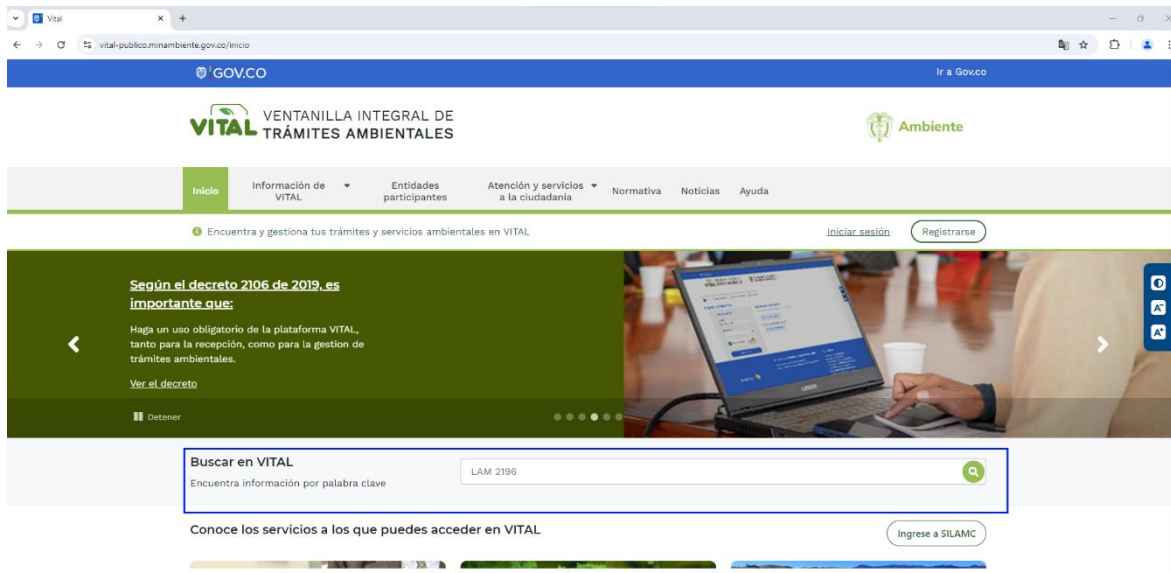 Vital
vital-publico.minambiente.gov.co/inicio
GOV.CO
Ir a Gov.co
VITAL
VENTANILLA INTEGRAL DE
TRÁMITES AMBIENTALES
Ambiente
Inicio
Información de
VITAL
Entidades
participantes
Atención y servicios
a la ciudadanía
Normativa
Noticias
Ayuda
Encuentra y gestiona tus trámites y servicios ambientales en VITAL
Iniciar sesión
Registrarse
Según el decreto 2106 de 2019, es
importante que:
Haga un uso obligatorio de la plataforma VITAL,
tanto para la recepción, como para la gestion de
trámites ambientales.
Ver el decreto
Detener
A-
A+
Buscar en VITAL
Encuentra información por palabra clave
LAM 2196
Conoce los servicios a los que puedes acceder en VITAL
Ingrese a SILAMC